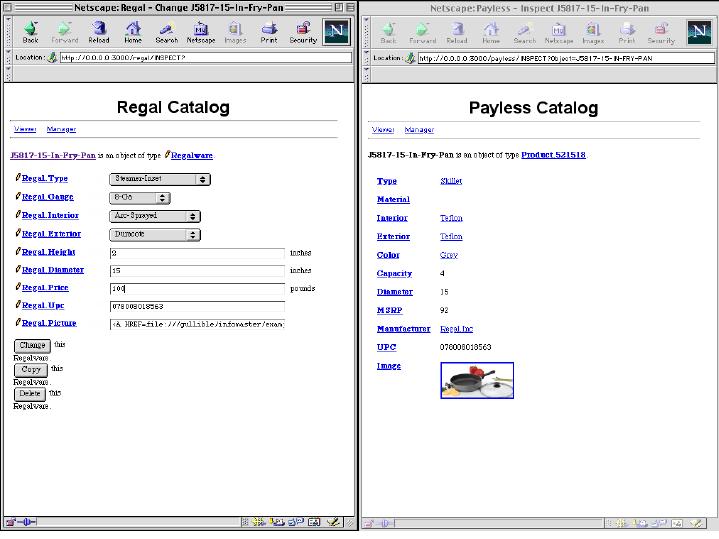 Netscape: Regal - Change J5817-15-In-Fry-Pan
Back Forward Reload Home Search Netscape Images Print Security
Location: http://0.0.0.0:3000/regal/INSPECT?
Regal Catalog
Viewer Manager
J5817-15-In-Fry-Pan is an object of type Regalware.
Regal.Type Steamer-Inset
Regal.Gauge 8-Ga
Regal.Interior Arc-Sprayed
Regal.Exterior Duracote
Regal.Height 2 inches
Regal.Diameter 15 inches
Regal.Price 100 pounds
Regal.Upc 078008018563
Regal.Picture <A HREF=file:///gullible/infomaster/exam
Change this
Regalware.
Copy this
Regalware.
Delete this
Regalware.
Netscape: Payless - Inspect J5817-15-In-Fry-Pan
Back Forward Reload Home Search Netscape Images Print Security
Location: http://0.0.0.0:3000/payless/INSPECT?Object=J5817-15-IN-FRY-PAN
Payless Catalog
Viewer Manager
J5817-15-In-Fry-Pan is an object of type Product.521518.
Type Skillet
Material
Interior Teflon
Exterior Teflon
Color Grey
Capacity 4
Diameter 15
MSRP 92
Manufacturer Regal.Inc
UPC 078008018563
Image